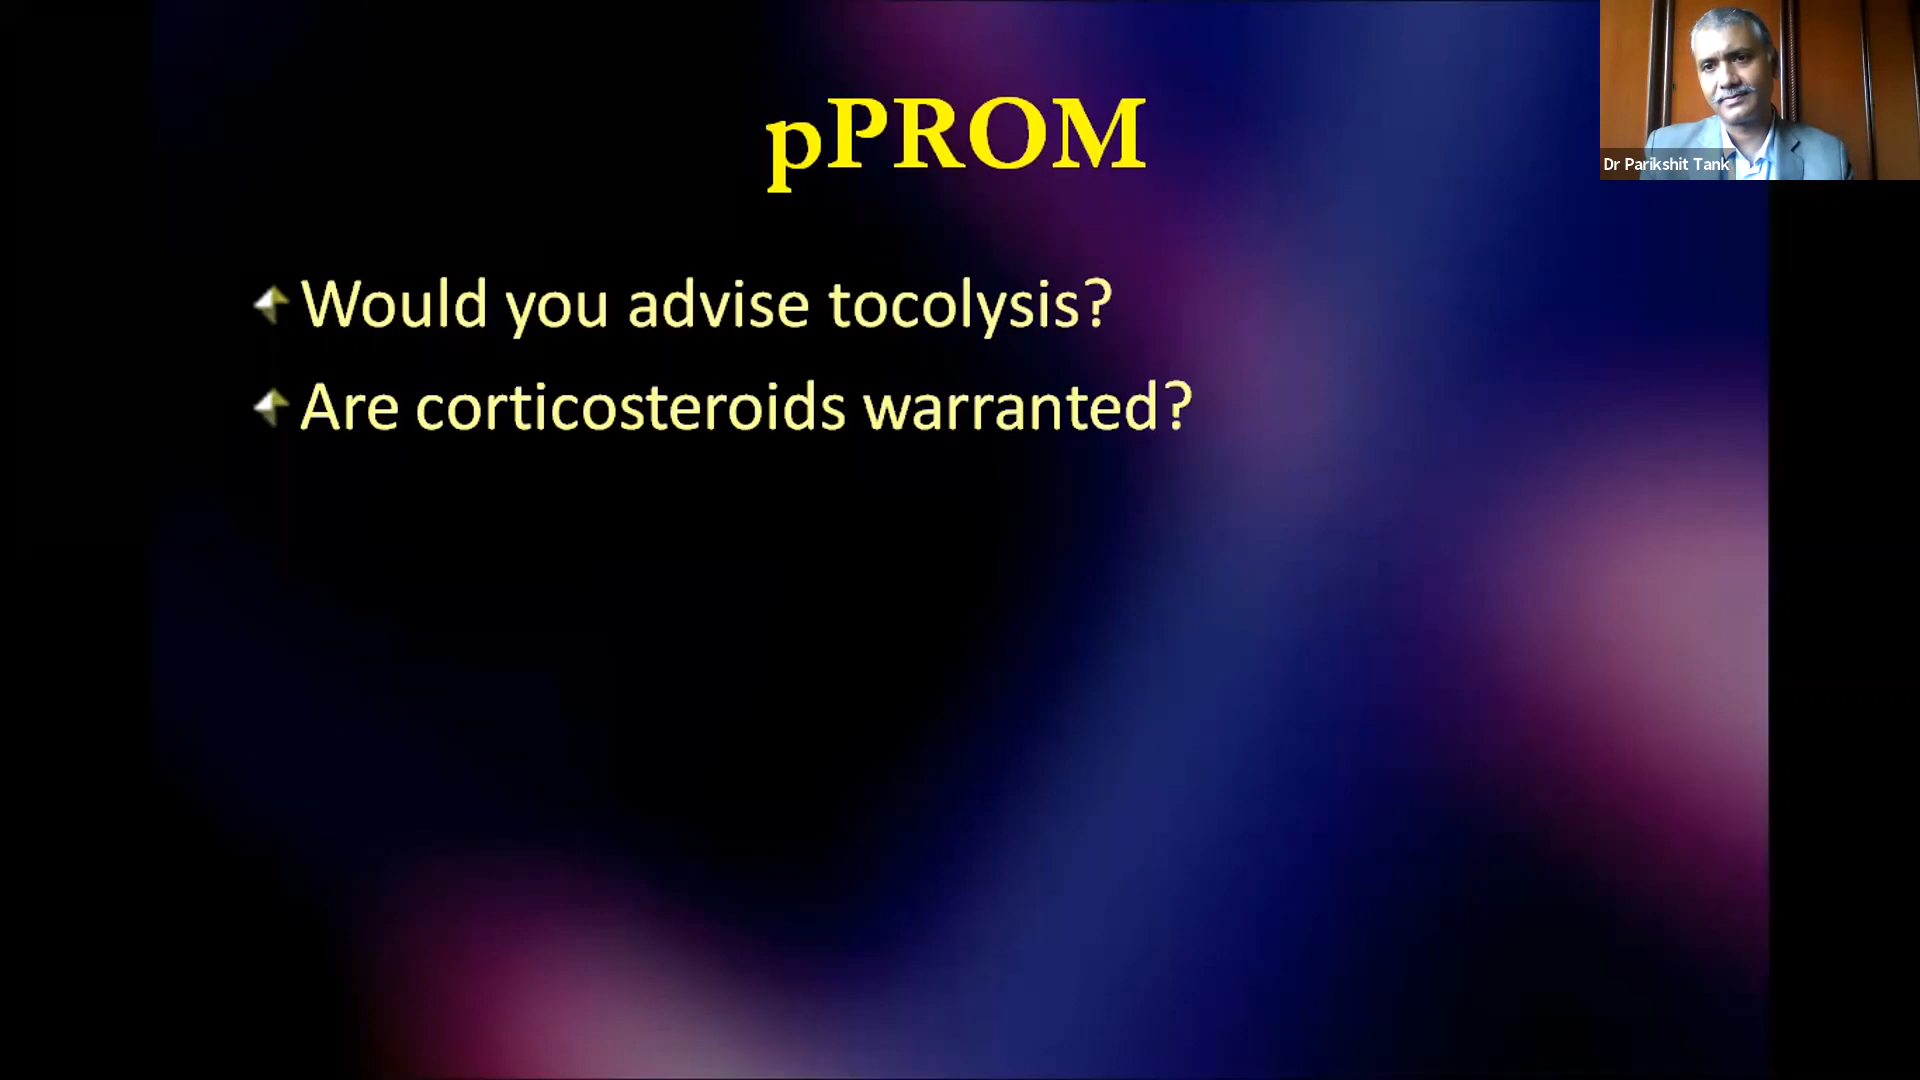 pPROM
Would you advise tocolysis?
Are corticosteroids warranted?
Dr Parikshit Tank